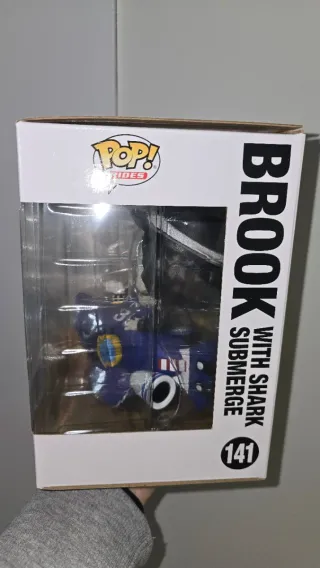 POP!
RIDES
BROOK
WITH SHARK
SUBMERGE
141